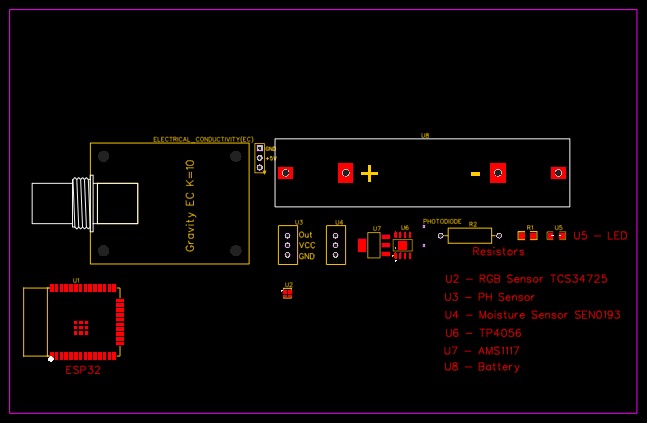 U8
ELECTRICAL_CONDUCTIVITY(EC)
GND
+5V
Gravity EC K=10
+
-
U3
Out
VCC
GND
U4
U7
U6
PHOTODIODE
R2
R1
U5
U5 - LED
Resistors
U2
U2 - RGB Sensor TCS34725
U3 - PH Sensor
U4 - Moisture Sensor SEN0193
U6 - TP4056
U7 - AMS1117
U8 - Battery
U1
ESP32